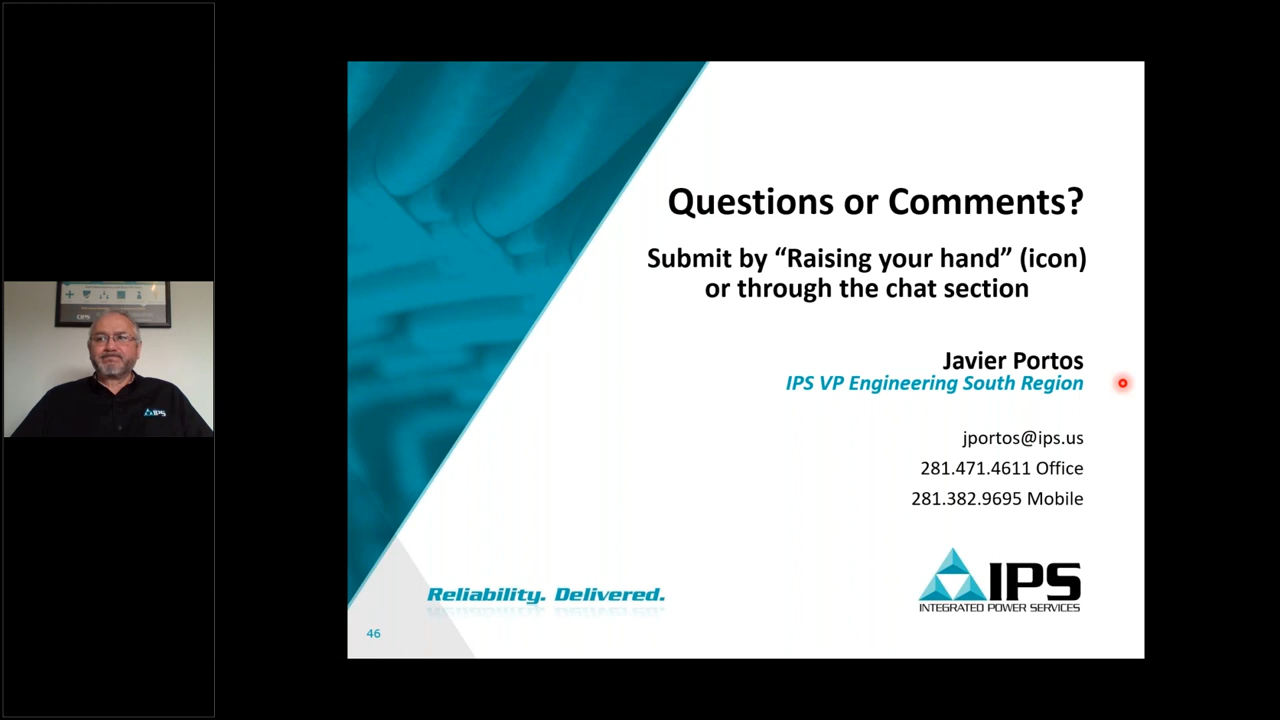 Questions or Comments?
Submit by “Raising your hand” (icon)
or through the chat section
Javier Portos
IPS VP Engineering South Region
jportos@ips.us
281.471.4611 Office
281.382.9695 Mobile
IPS
INTEGRATED POWER SERVICES
Reliability. Delivered.
46
IPS
IPS